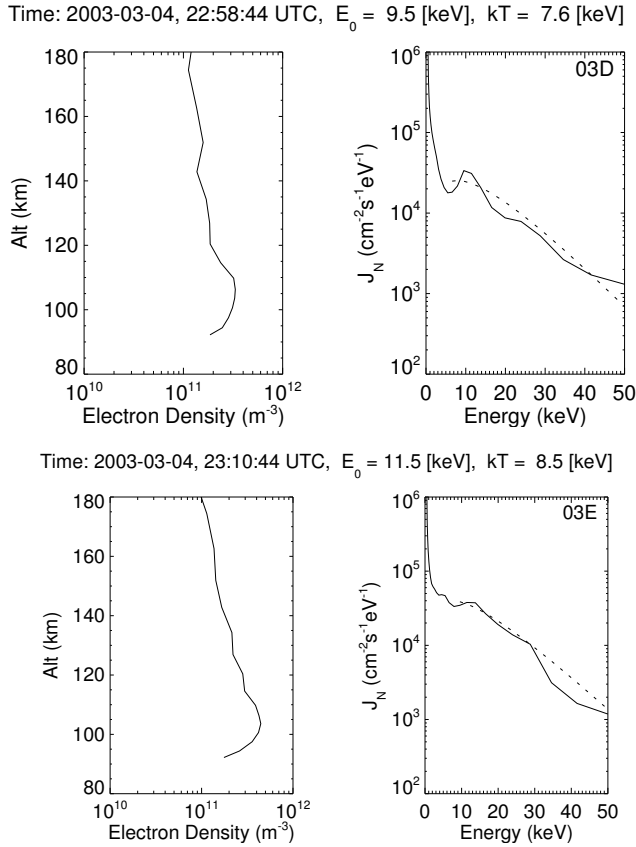 Time: 2003-03-04, 22:58:44 UTC, E0 = 9.5 [keV], kT = 7.6 [keV]
180
160
140
120
100
80
Alt (km)
10^10 10^11 10^12
Electron Density (m^-3)
03D
10^6
10^5
10^4
10^3
10^2
J_N (cm^-2s^-1eV^-1)
0 10 20 30 40 50
Energy (keV)
Time: 2003-03-04, 23:10:44 UTC, E0 = 11.5 [keV], kT = 8.5 [keV]
180
160
140
120
100
80
Alt (km)
10^10 10^11 10^12
Electron Density (m^-3)
03E
10^6
10^5
10^4
10^3
10^2
J_N (cm^-2s^-1eV^-1)
0 10 20 30 40 50
Energy (keV)